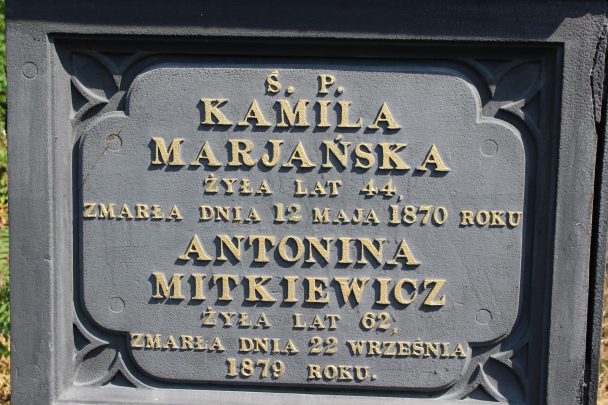 Ś. P.
KAMILA
MARJAŃSKA
ŻYŁA LAT 44,
ZMARŁA DNIA 12 MAJA 1870 ROKU
ANTONINA
MITKIEWICZ
ŻYŁA LAT 62,
ZMARŁA DNIA 22 WRZEŚNIA
1879 ROKU.